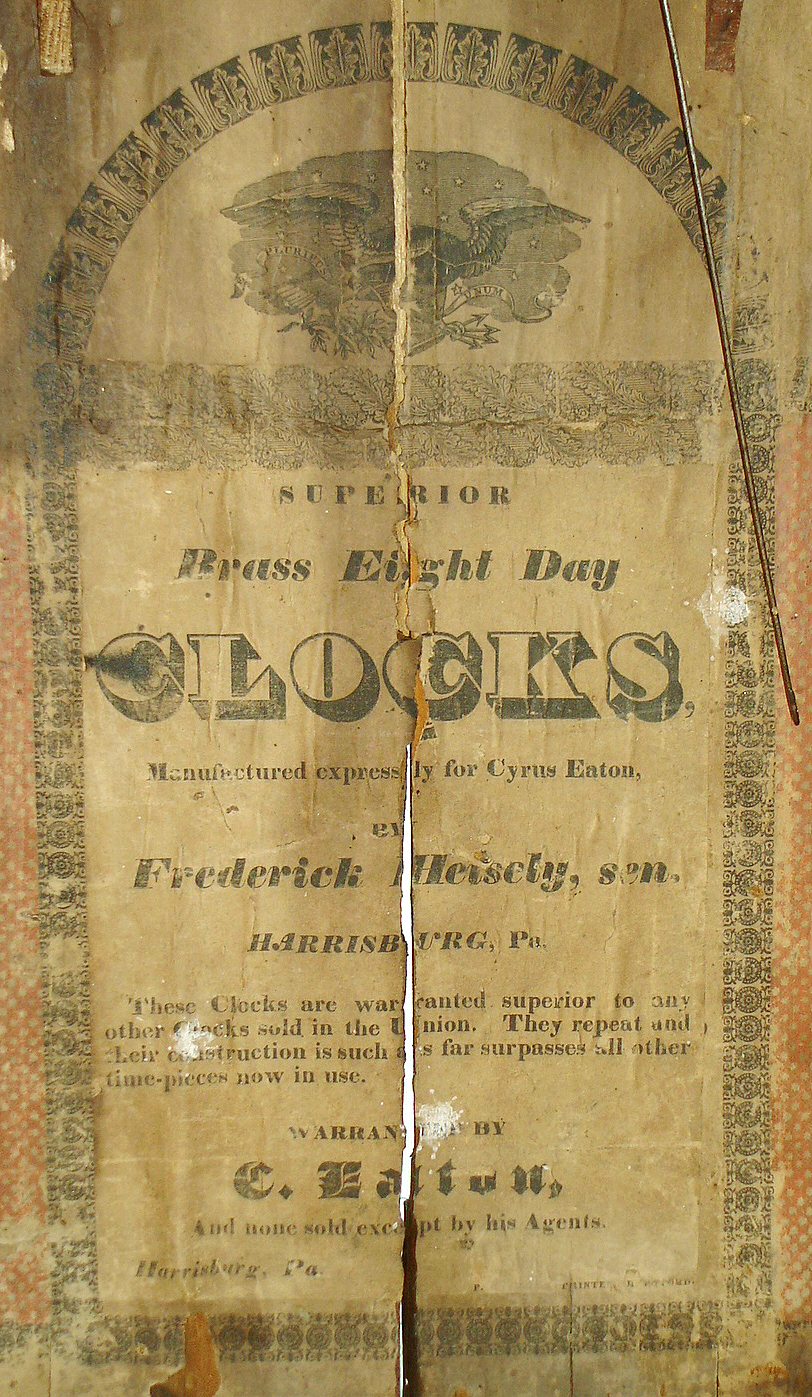 PLURIBUS
UNUM
SUPERIOR
Brass Eight Day
CLOCKS,
Manufactured expressly for Cyrus Eaton,
BY
Frederick Heisely, sen.
HARRISBURG, Pa.
These Clocks are warranted superior to any
other Clocks sold in the Union. They repeat and
their construction is such as far surpasses all other
time-pieces now in use.
WARRANTED BY
C. Eaton,
And none sold except by his Agents.
Harrisburg, Pa.